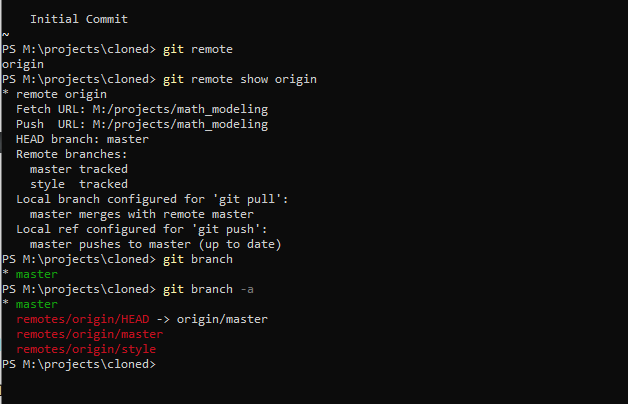 Initial Commit
~
PS M:\projects\cloned> git remote
origin
PS M:\projects\cloned> git remote show origin
* remote origin
  Fetch URL: M:/projects/math_modeling
  Push  URL: M:/projects/math_modeling
  HEAD branch: master
  Remote branches:
    master tracked
    style  tracked
  Local branch configured for 'git pull':
    master merges with remote master
  Local ref configured for 'git push':
    master pushes to master (up to date)
PS M:\projects\cloned> git branch
* master
PS M:\projects\cloned> git branch -a
* master
  remotes/origin/HEAD -> origin/master
  remotes/origin/master
  remotes/origin/style
PS M:\projects\cloned>